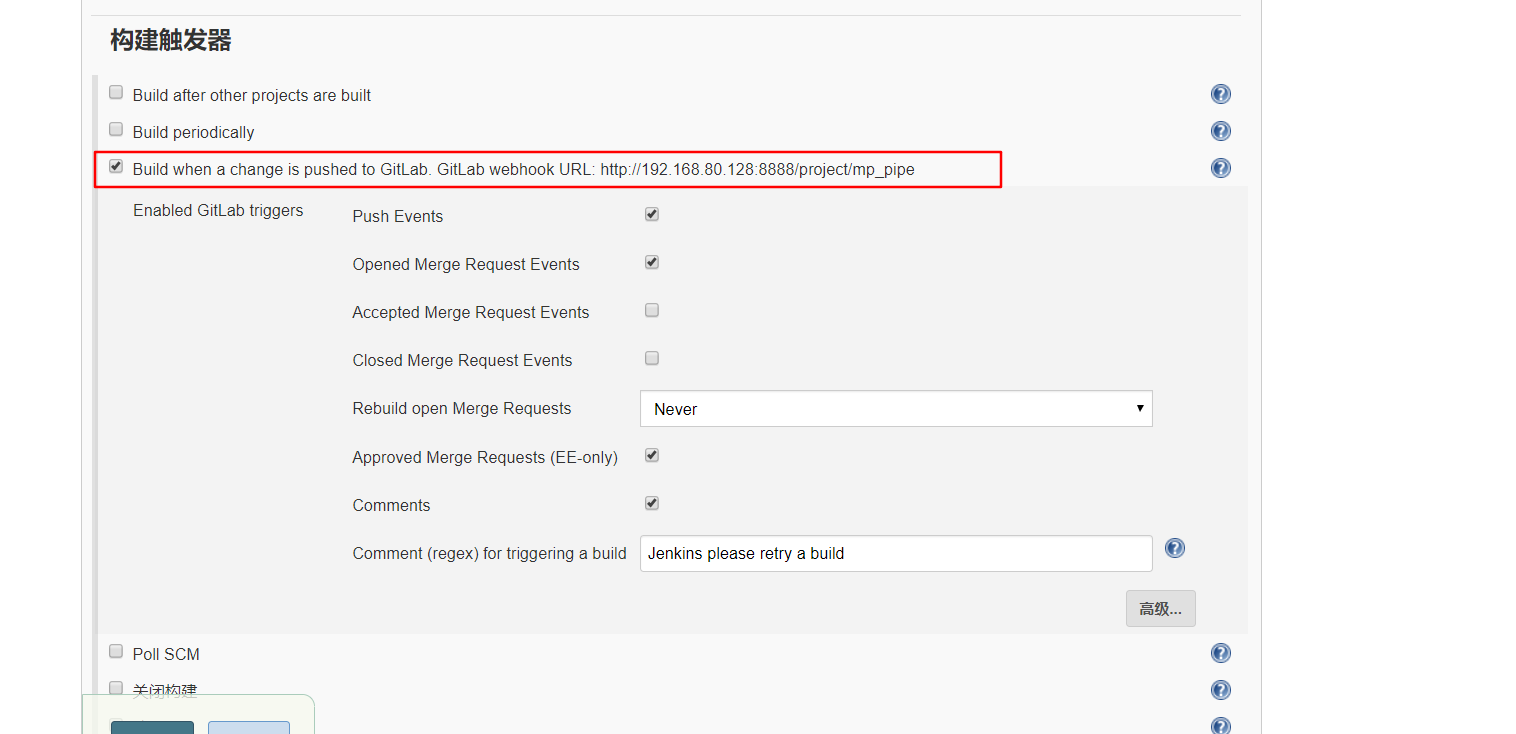 构建触发器
Build after other projects are built
Build periodically
Build when a change is pushed to GitLab. GitLab webhook URL: http://192.168.80.128:8888/project/mp_pipe
Enabled GitLab triggers
Push Events
Opened Merge Request Events
Accepted Merge Request Events
Closed Merge Request Events
Rebuild open Merge Requests Never
Approved Merge Requests (EE-only)
Comments
Comment (regex) for triggering a build Jenkins please retry a build
高级...
Poll SCM
关闭构建